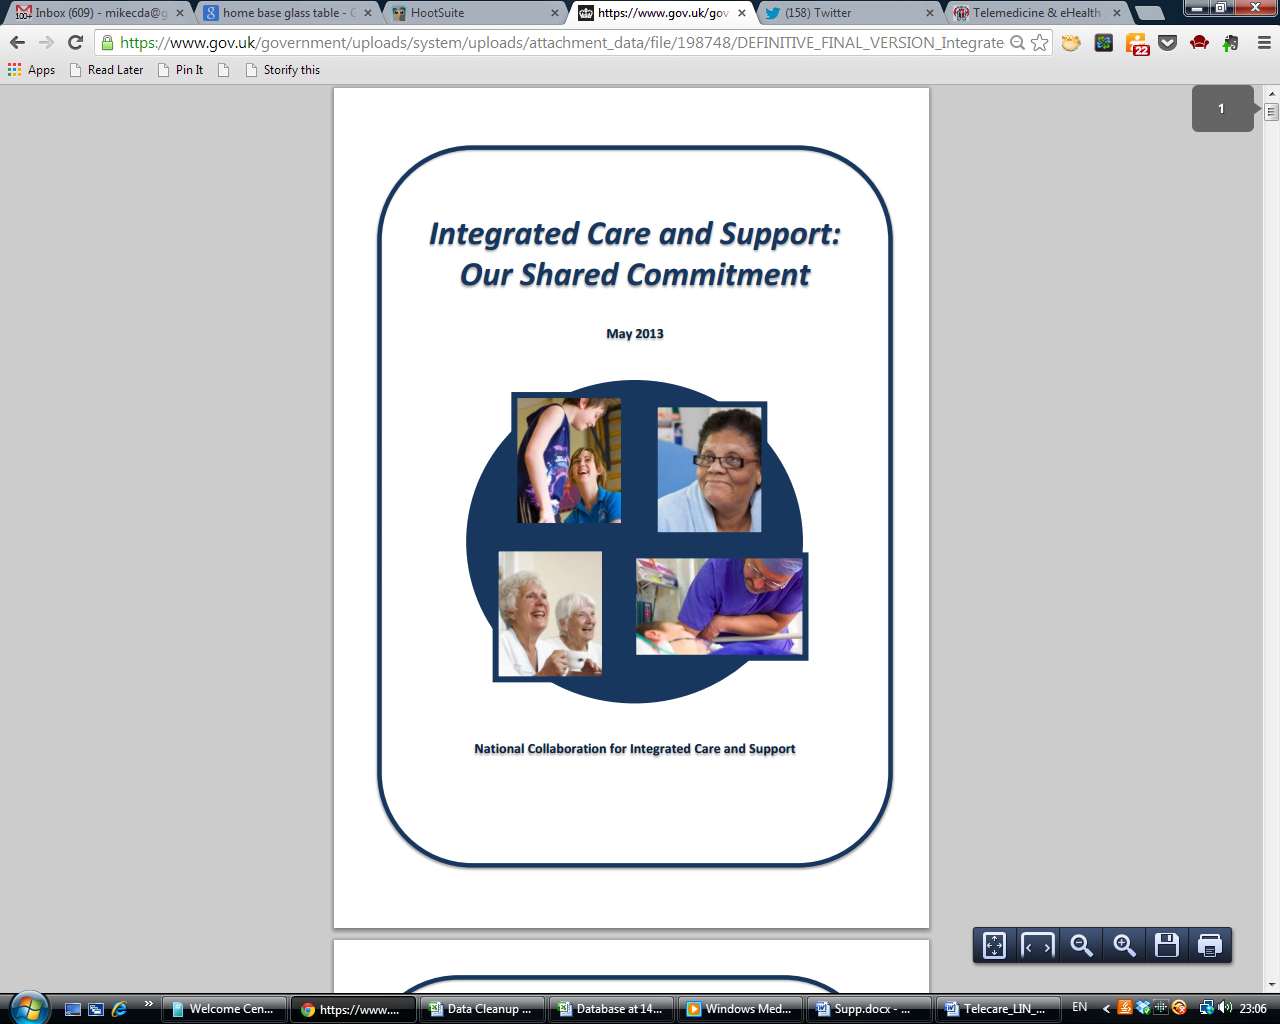 Inbox (609) - mikecda@g
home base glass table - G
HootSuite
https://www.gov.uk/gov
(158) Twitter
Telemedicine & eHealth
https://www.gov.uk/government/uploads/system/uploads/attachment_data/file/198748/DEFINITIVE_FINAL_VERSION_Integrate
22
Apps
Read Later
Pin It
Storify this
1
Integrated Care and Support:
Our Shared Commitment
May 2013
National Collaboration for Integrated Care and Support
Welcome Cen...
https://www....
Data Cleanup ...
Database at 14...
Windows Med...
Supp.docx - ...
Telecare_LIN_...
EN
23:06